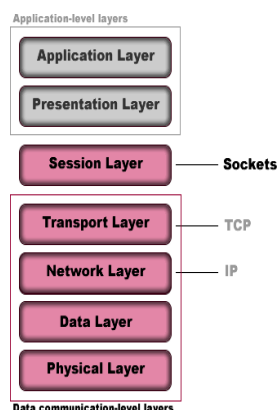 Application-level layers
Application Layer
Presentation Layer
Session Layer
Sockets
Transport Layer
TCP
Network Layer
IP
Data Layer
Physical Layer
Data communication-level layers